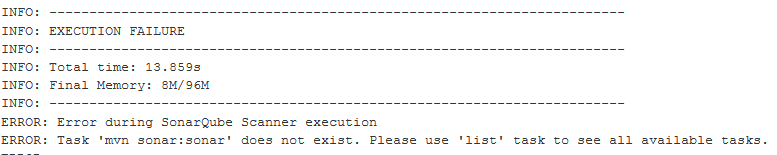 INFO: ------------------------------------------------------------------------
INFO: EXECUTION FAILURE
INFO: ------------------------------------------------------------------------
INFO: Total time: 13.859s
INFO: Final Memory: 8M/96M
INFO: ------------------------------------------------------------------------
ERROR: Error during SonarQube Scanner execution
ERROR: Task 'mvn sonar:sonar' does not exist. Please use 'list' task to see all available tasks.